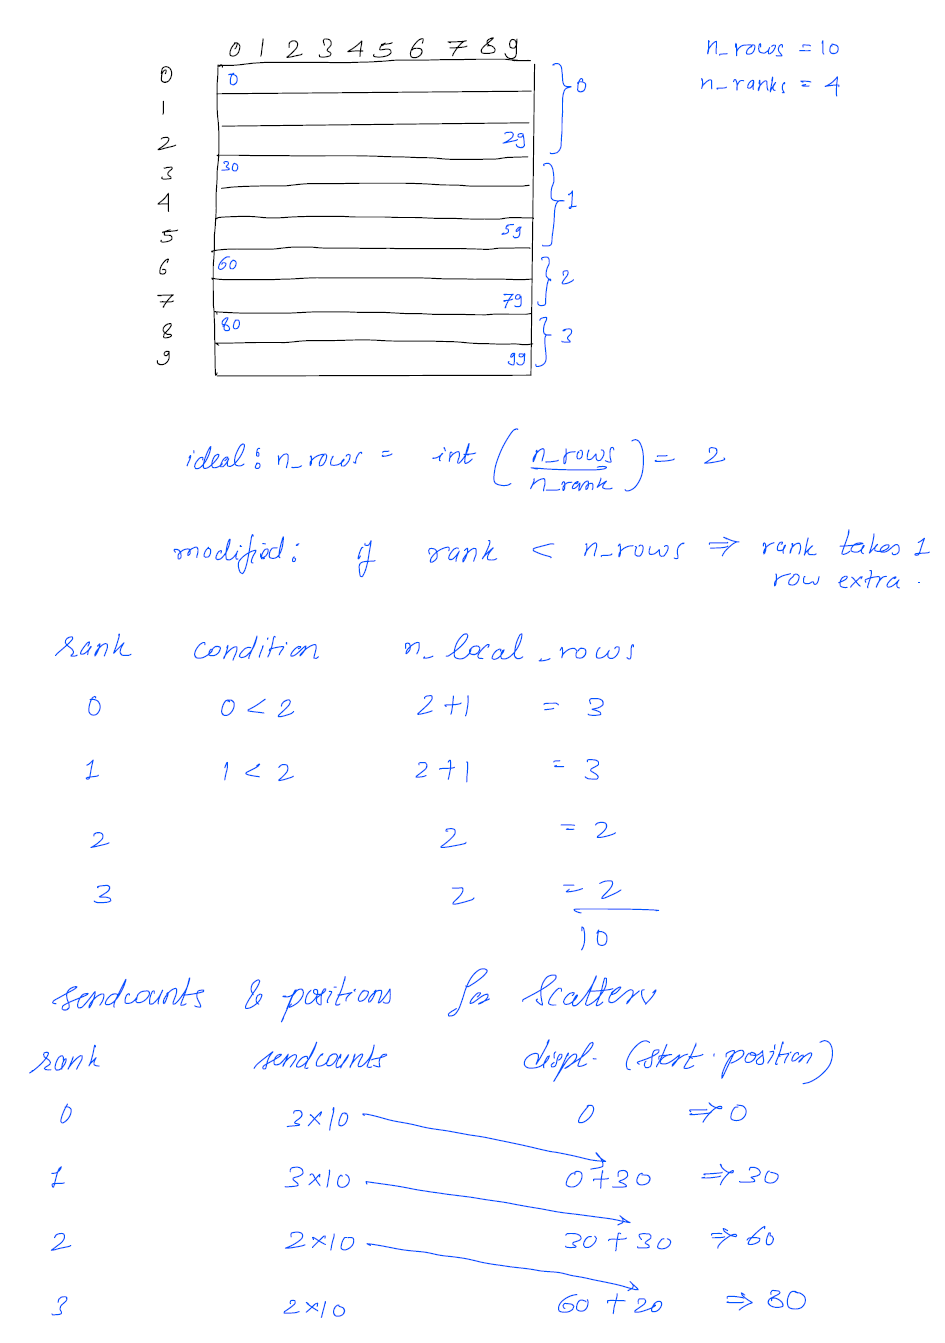 0 1 2 3 4 5 6 7 8 9
n_rows = 10
n_ranks = 4
0 0 0
1
2 29
3 30
4 1
5 59
6 60 2
7 79
8 80 3
9 99
ideal: n_rows = int ( n_rows / n_rank ) = 2
modified: if rank < n_rows ⇒ rank takes 1
row extra .
rank condition n_local_rows
0 0 < 2 2 + 1 = 3
1 1 < 2 2 + 1 = 3
2 2 = 2
3 2 = 2
10
sendcounts & positions for Scatterv
rank sendcounts displ. (start. position)
0 3×10 0 ⇒ 0
1 3×10 0+30 ⇒ 30
2 2×10 30 + 30 ⇒ 60
3 2×10 60 + 20 ⇒ 80